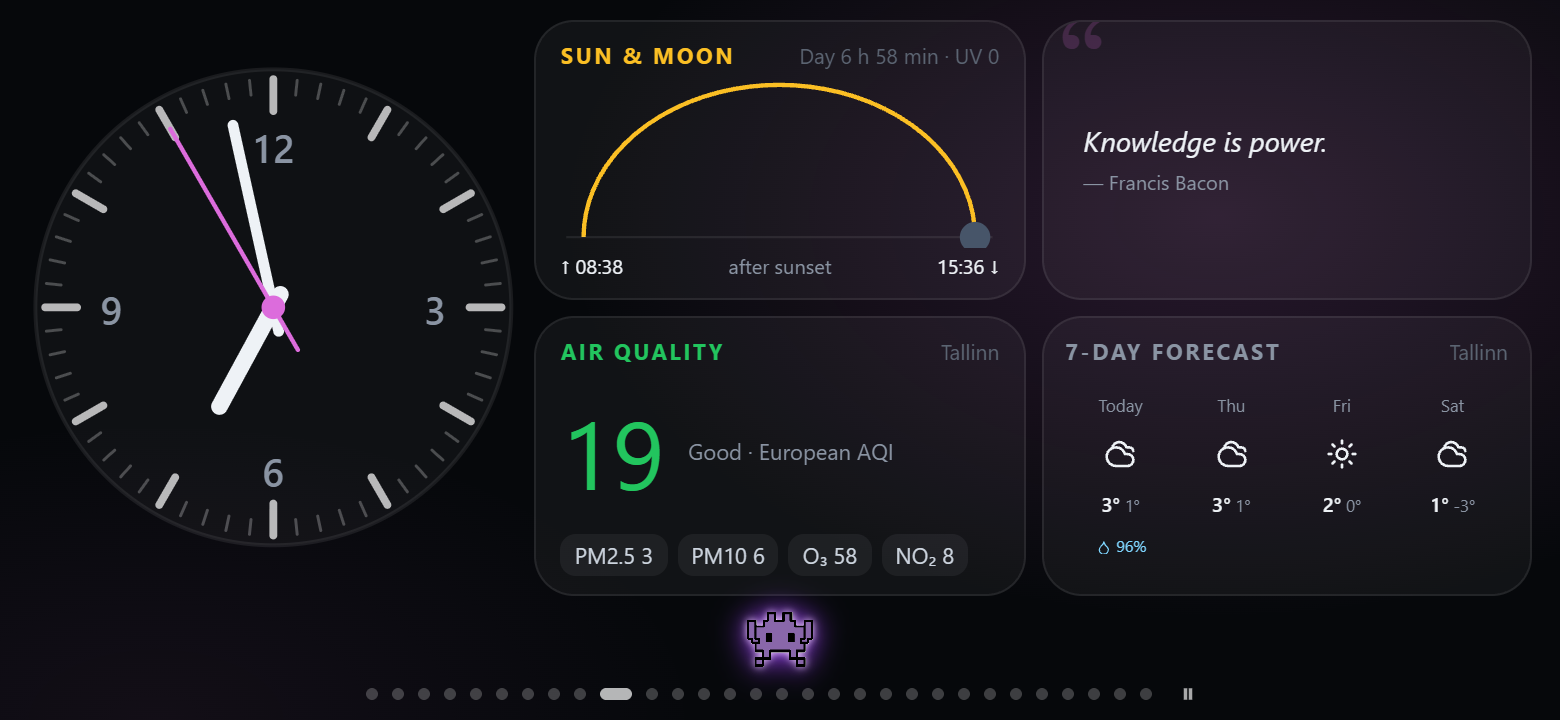 12
9
3
6
SUN & MOON
Day 6 h 58 min · UV 0
↑ 08:38
after sunset
15:36 ↓
“
Knowledge is power.
— Francis Bacon
AIR QUALITY
Tallinn
19
Good · European AQI
PM2.5 3
PM10 6
O₃ 58
NO₂ 8
7-DAY FORECAST
Tallinn
Today
Thu
Fri
Sat
3° 1°
3° 1°
2° 0°
1° -3°
96%